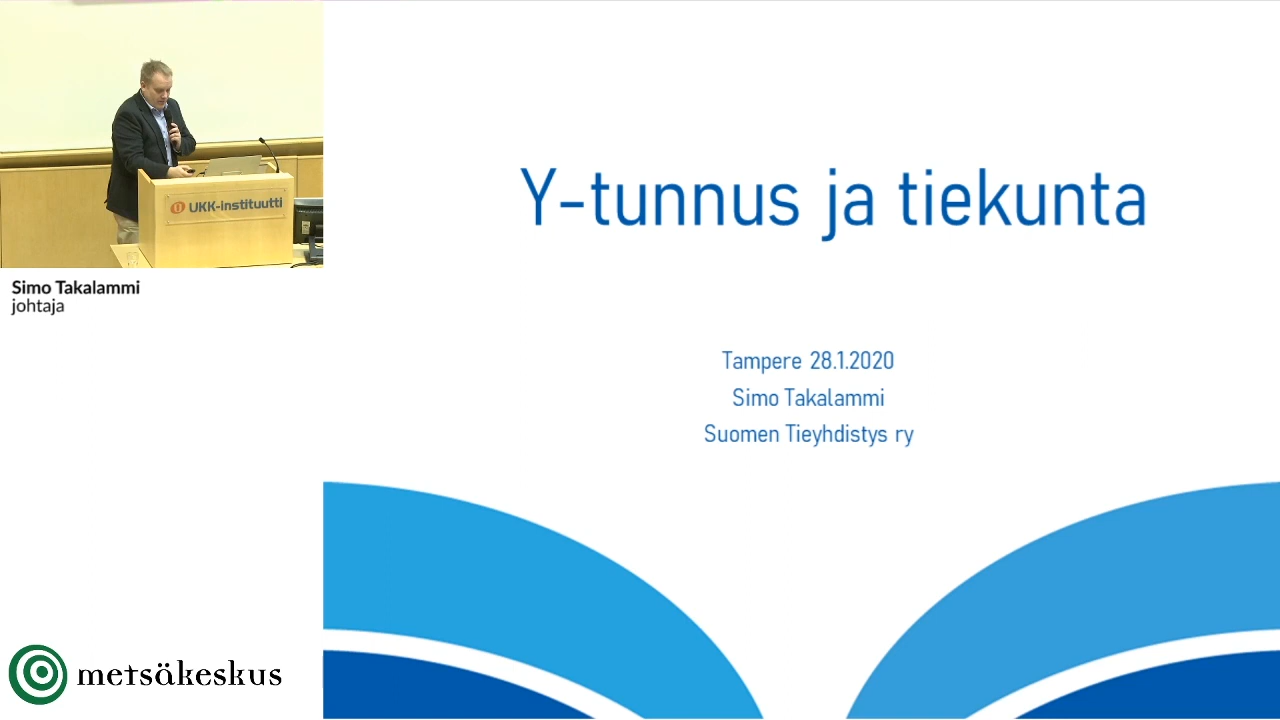 UKK-instituutti
Simo Takalammi
johtaja
Y-tunnus ja tiekunta
Tampere 28.1.2020
Simo Takalammi
Suomen Tieyhdistys ry
metsäkeskus